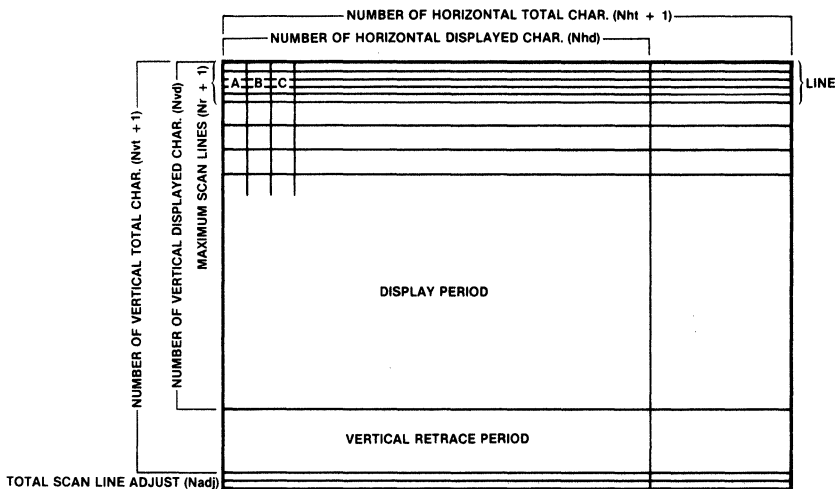 NUMBER OF HORIZONTAL TOTAL CHAR. (Nht + 1)
NUMBER OF HORIZONTAL DISPLAYED CHAR. (Nhd)
NUMBER OF VERTICAL TOTAL CHAR. (Nvt + 1)
NUMBER OF VERTICAL DISPLAYED CHAR. (Nvd)
MAXIMUM SCAN LINES (Nr + 1)
A B C
LINE
DISPLAY PERIOD
VERTICAL RETRACE PERIOD
TOTAL SCAN LINE ADJUST (Nadj)